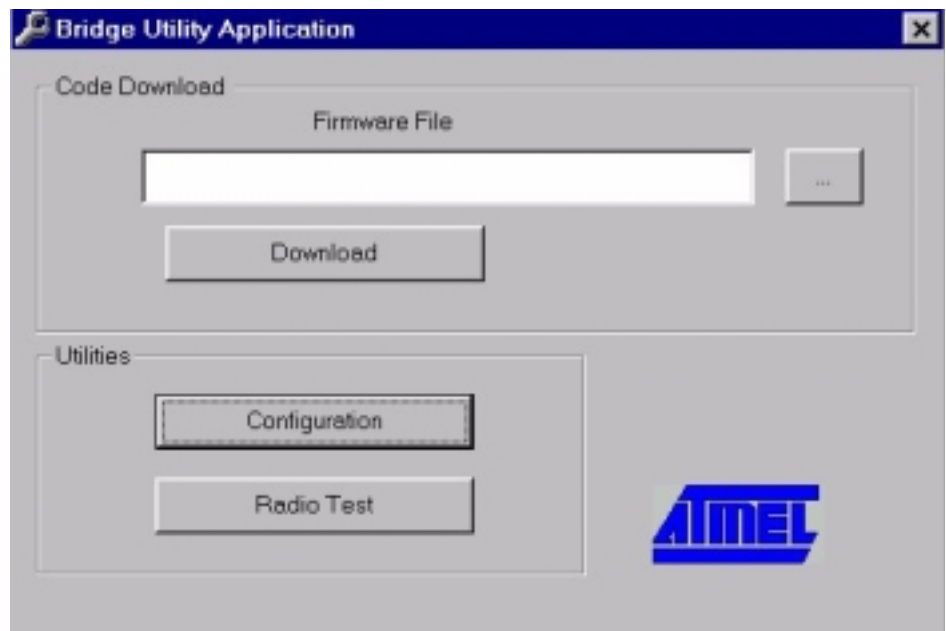 Bridge Utility Application
Code Download
Firmware File
...
Download
Utilities
Configuration
Radio Test
ATMEL